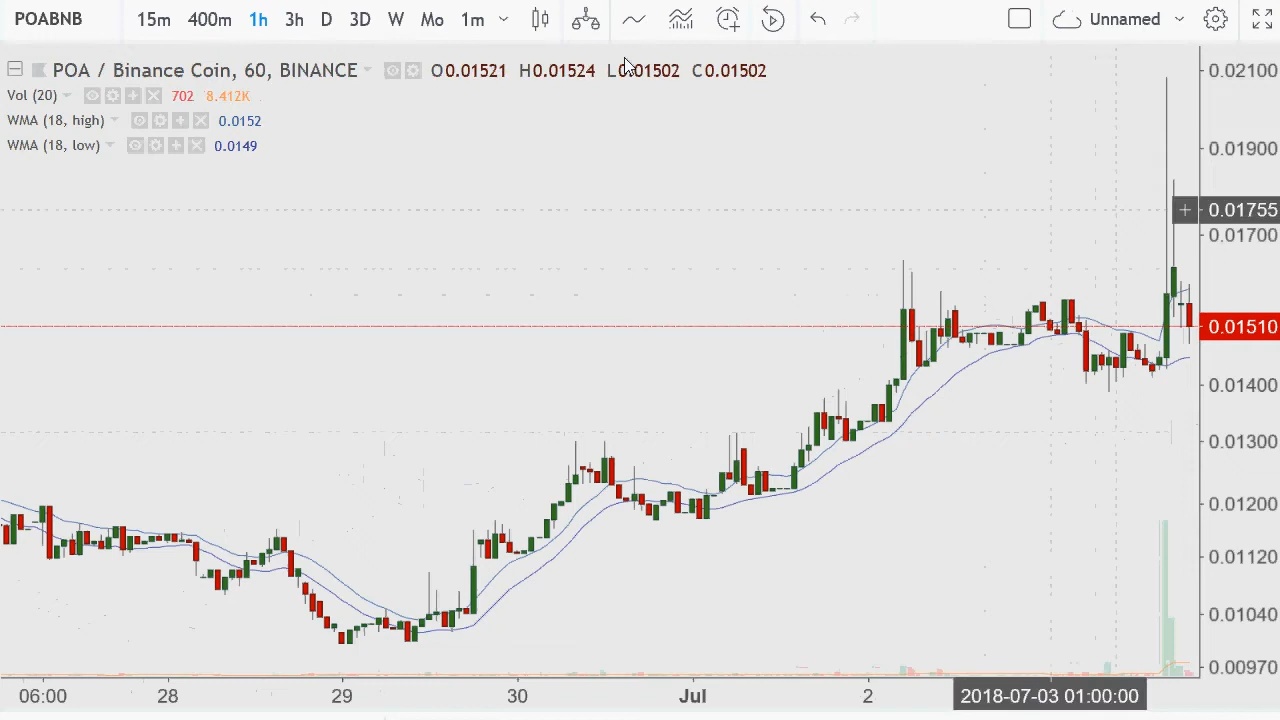 POABNB 15m 400m 1h 3h D 3D W Mo 1m Unnamed
POA / Binance Coin, 60, BINANCE O0.01521 H0.01524 L0.01502 C0.01502
Vol (20) 702 8.412K
WMA (18, high) 0.0152
WMA (18, low) 0.0149
0.02100
0.01900
0.01755
0.01700
0.01510
0.01400
0.01300
0.01200
0.01120
0.01040
0.00970
06:00 28 29 30 Jul 2 2018-07-03 01:00:00